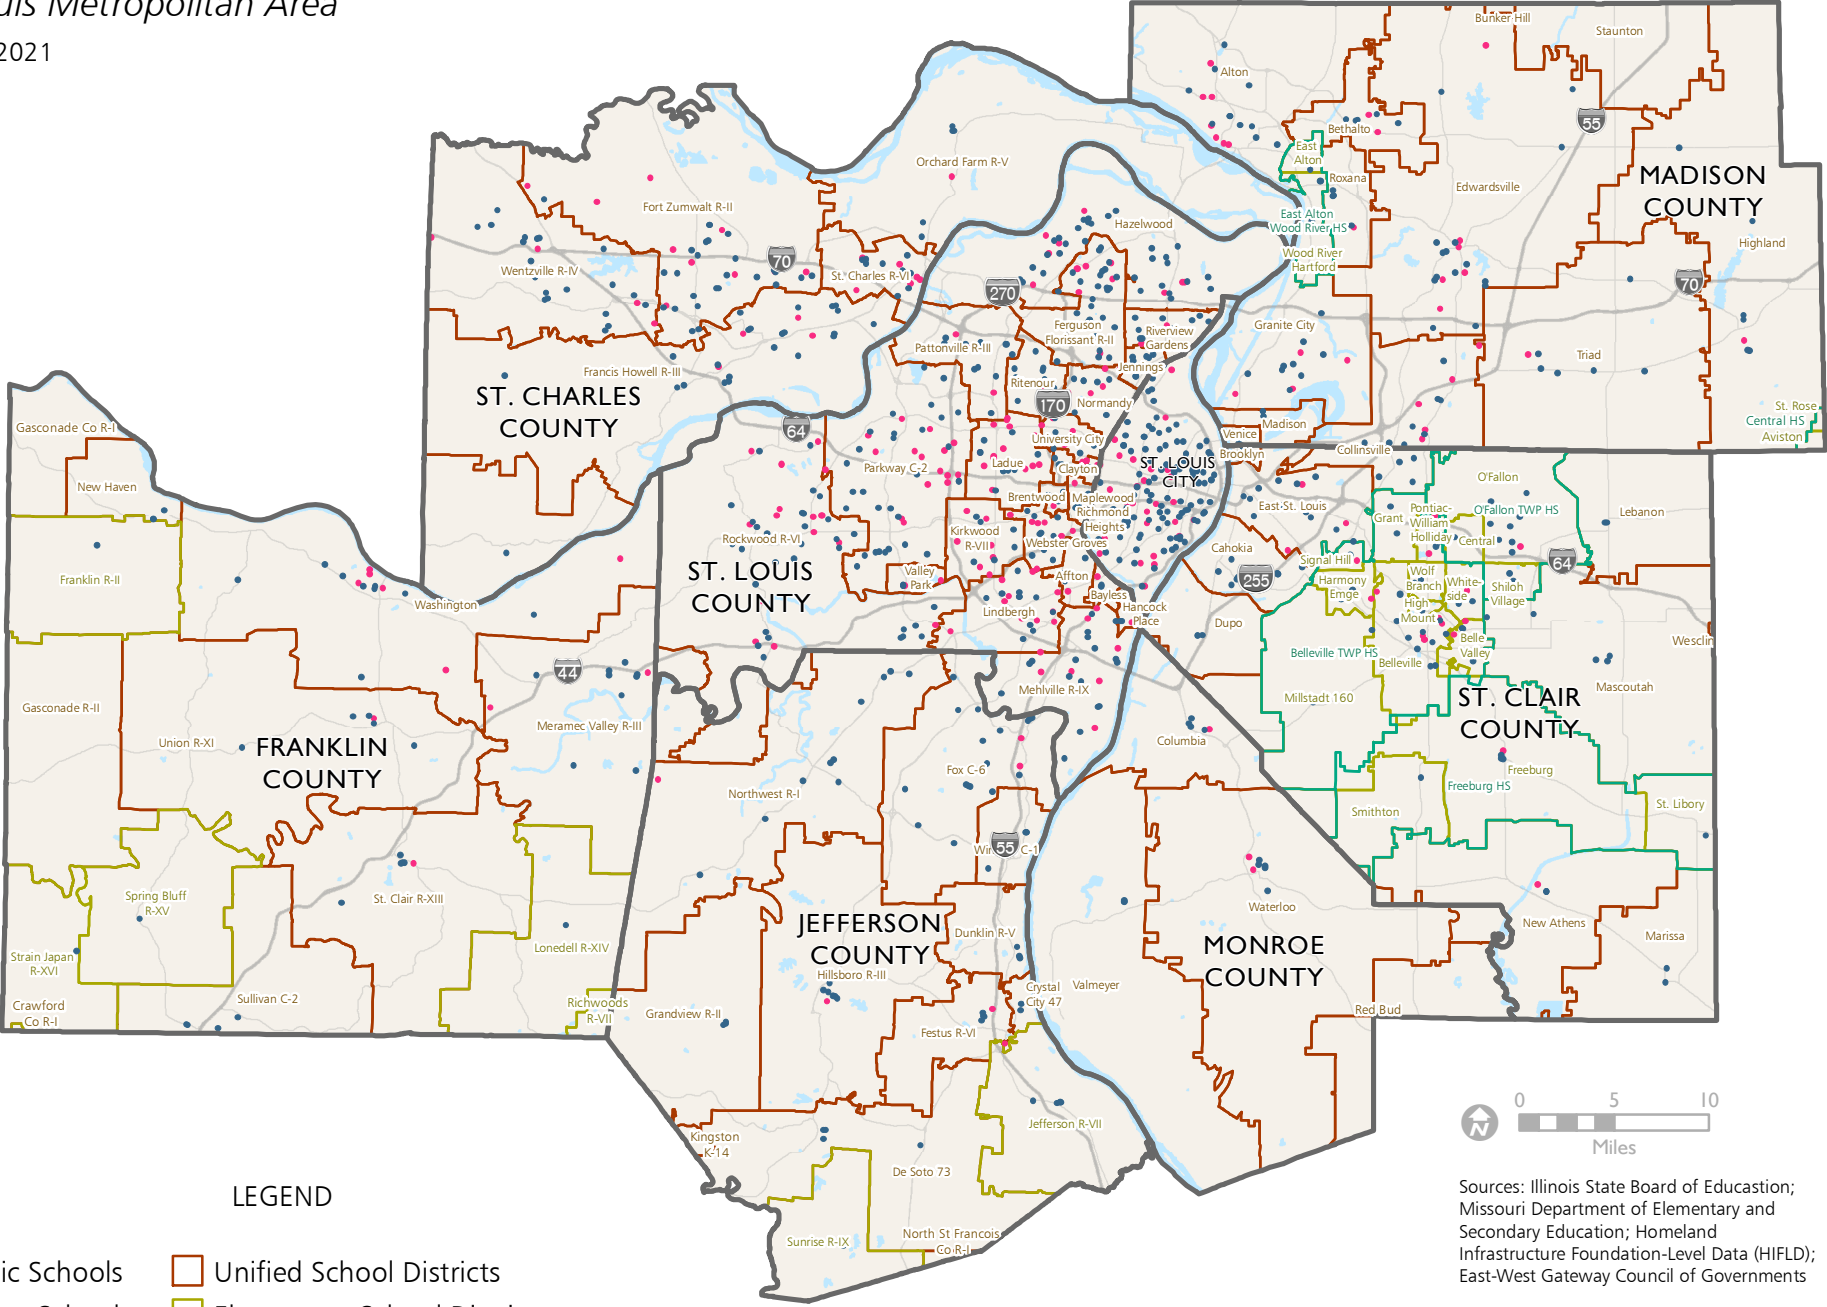 Metropolitan Area
2021
Bunker Hill
Staunton
Alton
55
Bethalto
East
Alton
Orchard Farm R-V
MADISON
COUNTY
Roxana
Edwardsville
Fort Zumwalt R-II
Hazelwood
East Alton
Wood River HS
Highland
Wood River
Hartford
70
Wentzville R-IV
St. Charles R-VI
270
70
Ferguson
Florissant R-II
Riverview
Gardens
Granite City
Pattonville R-III
Triad
Francis Howell R-III
Jennings
Ritenour
ST. CHARLES
COUNTY
170
Normandy
St. Rose
Central HS
Aviston
Gasconade Co R-I
64
Madison
Venice
University City
Brooklyn
Collinsville
Parkway C-2
Ladue
Clayton
ST. LOUIS
CITY
O'Fallon
New Haven
Brentwood
Maplewood
Richmond
Heights
East St. Louis
Grant
Pontiac-
William
Holliday
O'Fallon TWP HS
Lebanon
Rockwood R-VI
Kirkwood
R-VII
Webster Groves
Central
Cahokia
Signal Hill
64
Franklin R-II
ST. LOUIS
COUNTY
Valley
Park
Affton
255
Harmony
Emge
Wolf
Branch
High
Mount
White-
side
Shiloh
Village
Washington
Bayless
Lindbergh
Hancock
Place
Dupo
Belle
Valley
Wesclin
44
Belleville TWP HS
Belleville
Mehlville R-IX
Mascoutah
Gasconade R-II
Millstadt 160
ST. CLAIR
COUNTY
Meramec Valley R-III
Union R-XI
FRANKLIN
COUNTY
Columbia
Fox C-6
Freeburg
Northwest R-I
Freeburg HS
St. Libory
Smithton
55
C-1
Spring Bluff
R-XV
St. Clair R-XIII
Waterloo
JEFFERSON
COUNTY
Dunklin R-V
New Athens
Marissa
Lonedell R-XIV
MONROE
COUNTY
Strain Japan
R-XVI
Hillsboro R-III
Crystal
City 47
Valmeyer
Sullivan C-2
Crawford
Co R-I
Richwoods
R-VII
Grandview R-II
Red Bud
Festus R-VI
0 5 10
N
Miles
Jefferson R-VII
Kingston
K-14
De Soto 73
Sunrise R-IX
North St Francois
Co R-I
Sources: Illinois State Board of Educastion;
Missouri Department of Elementary and
Secondary Education; Homeland
Infrastructure Foundation-Level Data (HIFLD);
East-West Gateway Council of Governments
LEGEND
Schools
Unified School Districts